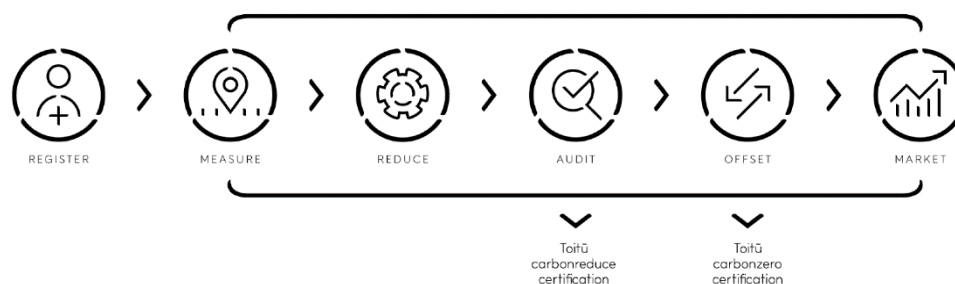 REGISTER
MEASURE
REDUCE
AUDIT
OFFSET
MARKET
Toitū
carbonreduce
certification
Toitū
carbonzero
certification